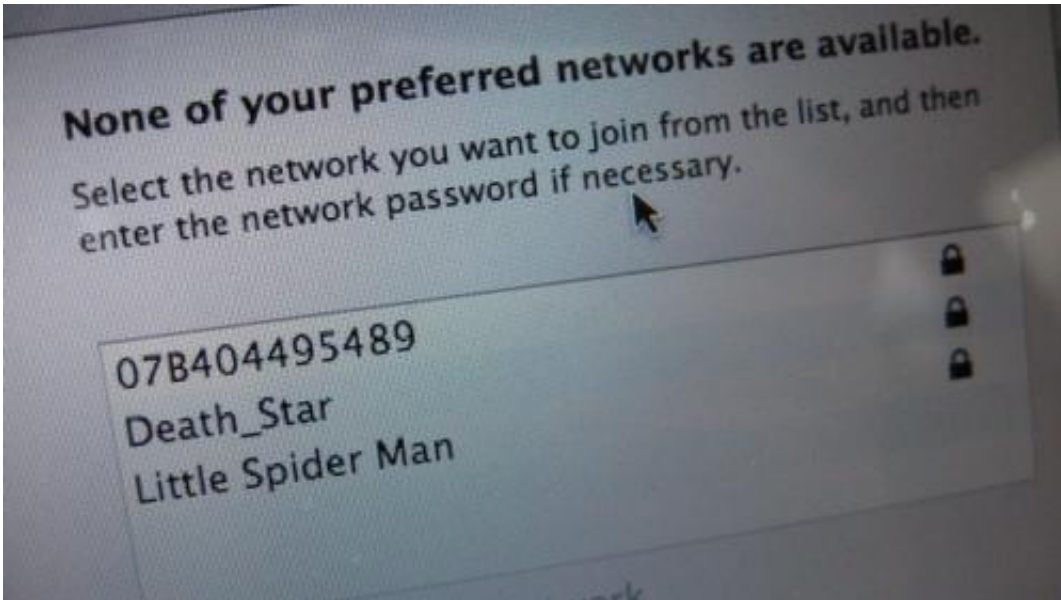 None of your preferred networks are available.
Select the network you want to join from the list, and then
enter the network password if necessary.
07B404495489
Death_Star
Little Spider Man